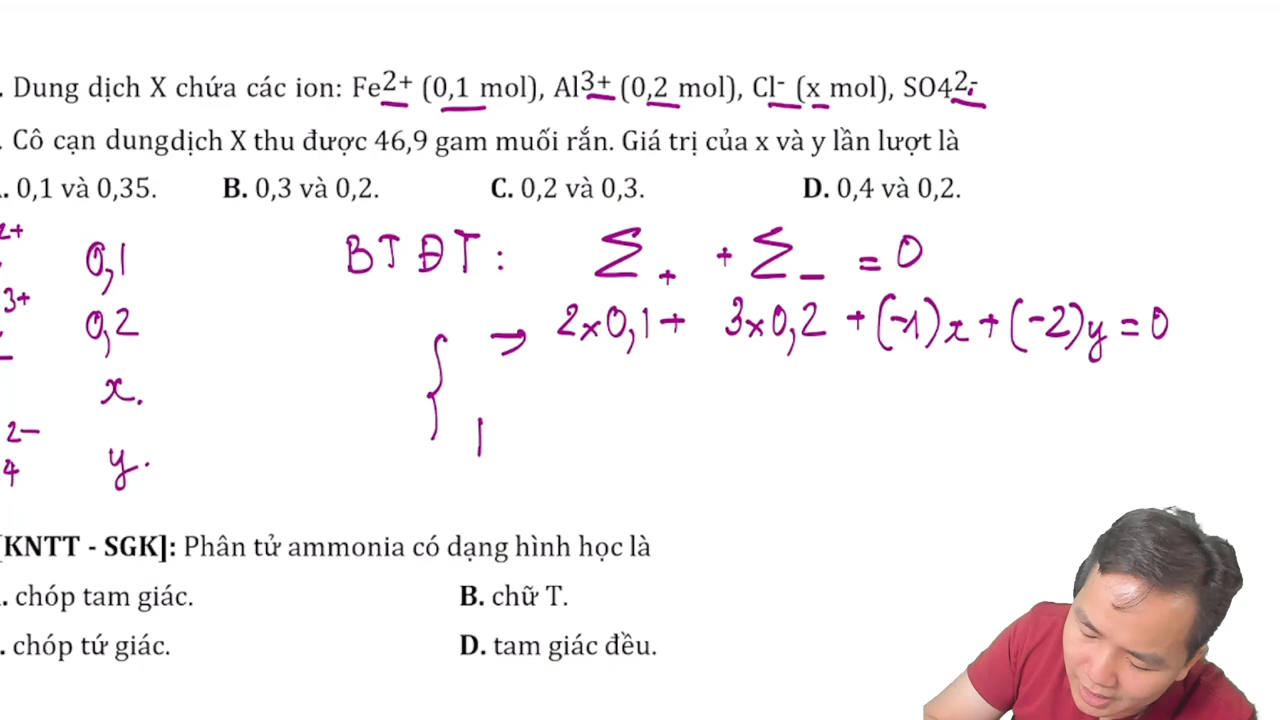 . Dung dịch X chứa các ion: Fe2+ (0,1 mol), Al3+ (0,2 mol), Cl- (x mol), SO42-
. Cô cạn dungdịch X thu được 46,9 gam muối rắn. Giá trị của x và y lần lượt là
. 0,1 và 0,35. B. 0,3 và 0,2. C. 0,2 và 0,3. D. 0,4 và 0,2.
2+ 0,1 BTĐT: Σ+ + Σ− = 0
3+ 0,2 → 2×0,1+ 3×0,2 + (-1)x + (-2)y = 0
x.
2− 4 y.
[KNTT - SGK]: Phân tử ammonia có dạng hình học là
. chóp tam giác. B. chữ T.
. chóp tứ giác. D. tam giác đều.